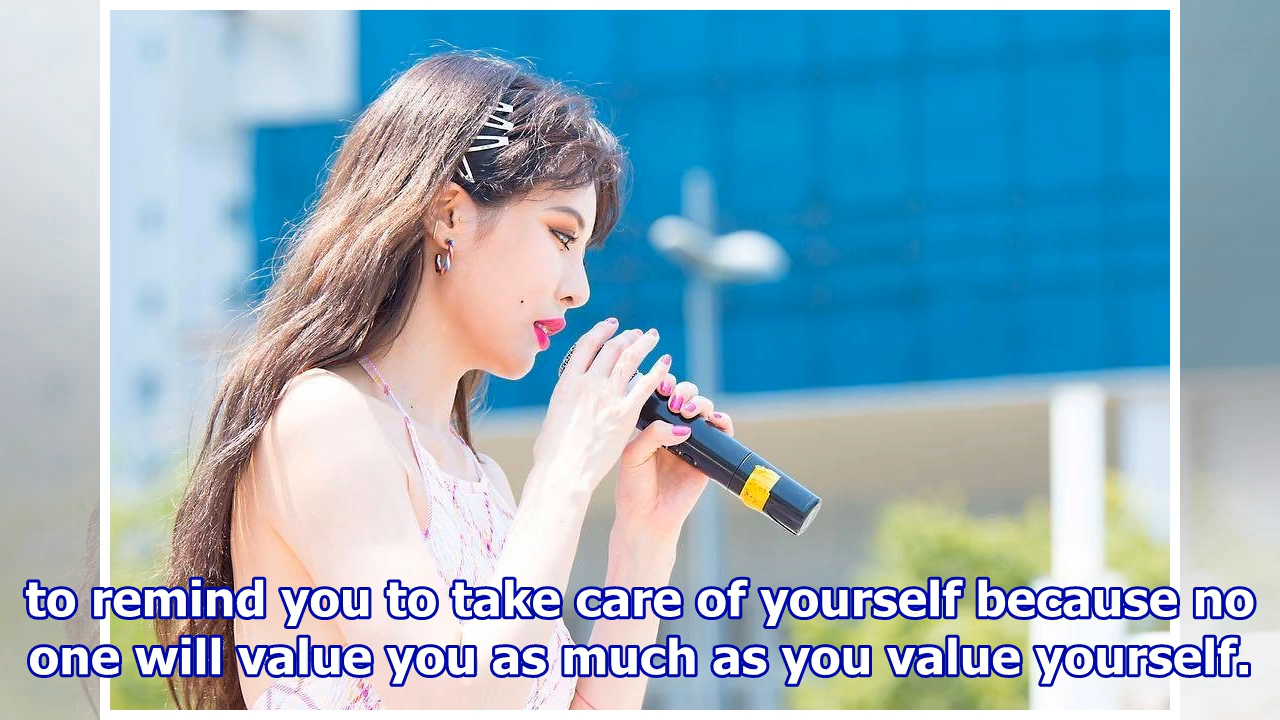 to remind you to take care of yourself because no
one will value you as much as you value yourself.